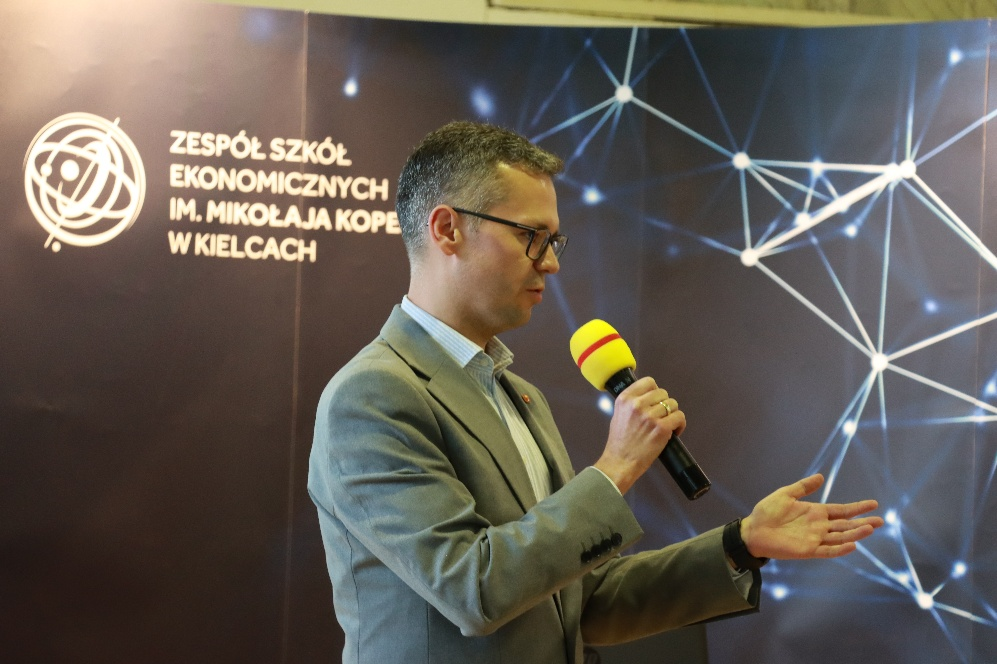 ZESPÓŁ SZKÓŁ
EKONOMICZNYCH
IM. MIKOŁAJA KOPE
W KIELCACH